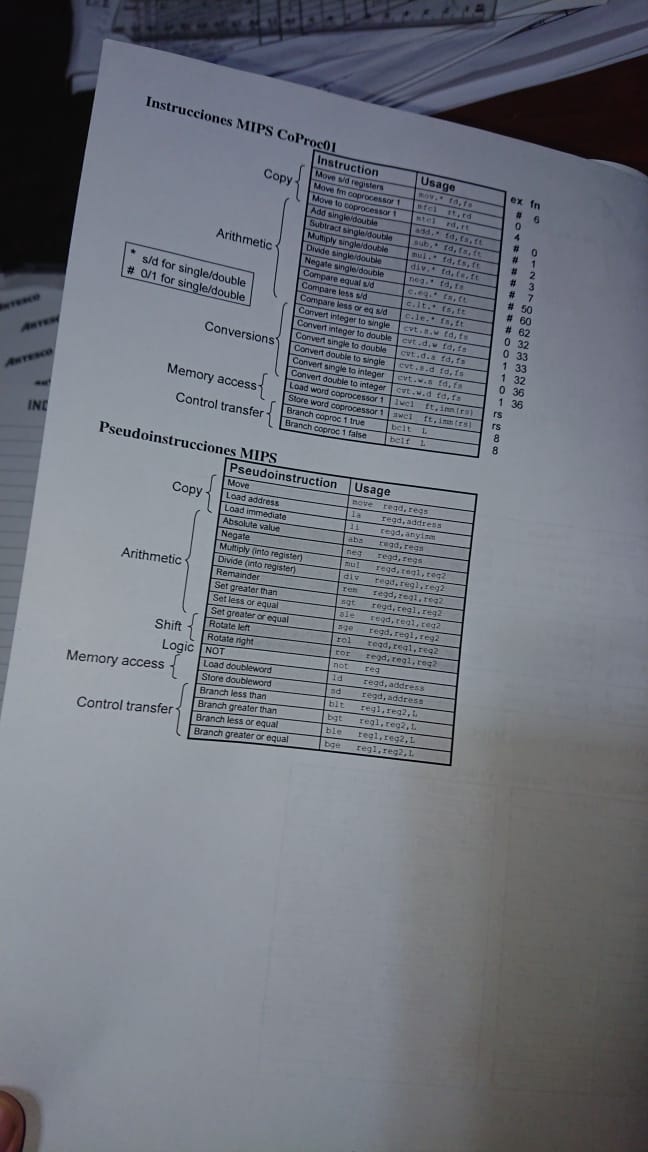 Instrucciones MIPS CoProc01
Instruction Usage ex fn
Copy
Move s/d registers mov.* fd,fs # 6
Move fm coprocessor 1 mfc1 rt,rd 0
Move to coprocessor 1 mtc1 rd,rt 4
Arithmetic
Add single/double add.* fd,fs,ft # 0
Subtract single/double sub.* fd,fs,ft # 1
Multiply single/double mul.* fd,fs,ft # 2
Divide single/double div.* fd,fs,ft # 3
Negate single/double neg.* fd,fs # 7
Compare equal s/d c.eq.* fs,ft # 50
Compare less s/d c.lt.* fs,ft # 60
Compare less or eq s/d c.le.* fs,ft # 62
* s/d for single/double
# 0/1 for single/double
Conversions
Convert integer to single cvt.s.w fd,fs 0 32
Convert integer to double cvt.d.w fd,fs 0 33
Convert single to double cvt.d.s fd,fs 1 33
Convert double to single cvt.s.d fd,fs 1 32
Convert single to integer cvt.w.s fd,fs 0 36
Convert double to integer cvt.w.d fd,fs 1 36
Memory access
Load word coprocessor 1 lwc1 ft,imm(rs) rs
Store word coprocessor 1 swc1 ft,imm(rs) rs
Control transfer
Branch coproc 1 true bc1t L 8
Branch coproc 1 false bc1f L 8
Pseudoinstrucciones MIPS
Pseudoinstruction Usage
Copy
Move move regd,regs
Load address la regd,address
Load immediate li regd,anyimm
Arithmetic
Absolute value abs regd,regs
Negate neg regd,regs
Multiply (into register) mul regd,reg1,reg2
Divide (into register) div regd,reg1,reg2
Remainder rem regd,reg1,reg2
Set greater than sgt regd,reg1,reg2
Set less or equal sle regd,reg1,reg2
Set greater or equal sge regd,reg1,reg2
Shift
Rotate left rol regd,reg1,reg2
Rotate right ror regd,reg1,reg2
Logic
NOT not reg
Memory access
Load doubleword ld regd,address
Store doubleword sd regd,address
Control transfer
Branch less than blt reg1,reg2,L
Branch greater than bgt reg1,reg2,L
Branch less or equal ble reg1,reg2,L
Branch greater or equal bge reg1,reg2,L
ARTESCO